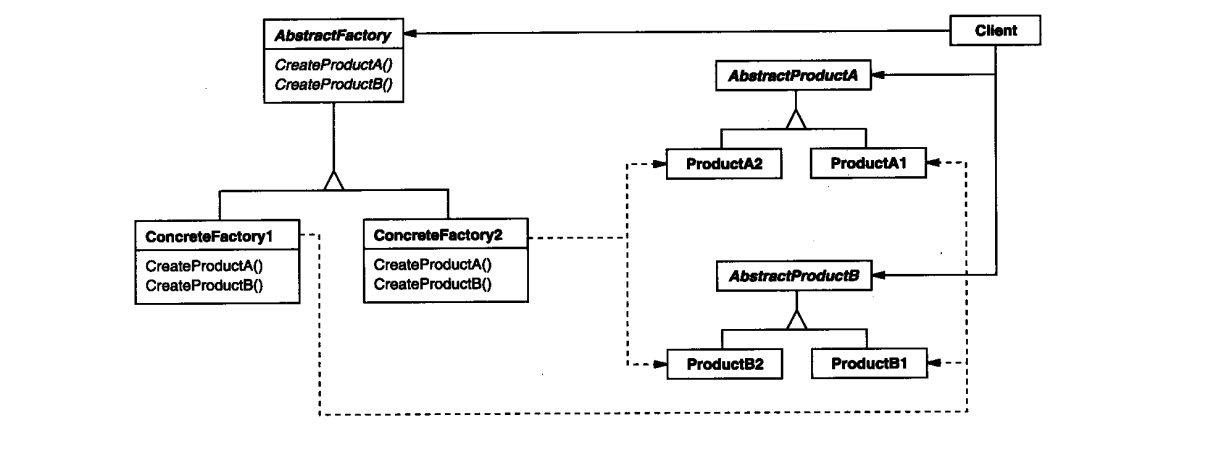 AbstractFactory
CreateProductA()
CreateProductB()
Client
AbstractProductA
ProductA2
ProductA1
ConcreteFactory1
CreateProductA()
CreateProductB()
ConcreteFactory2
CreateProductA()
CreateProductB()
AbstractProductB
ProductB2
ProductB1